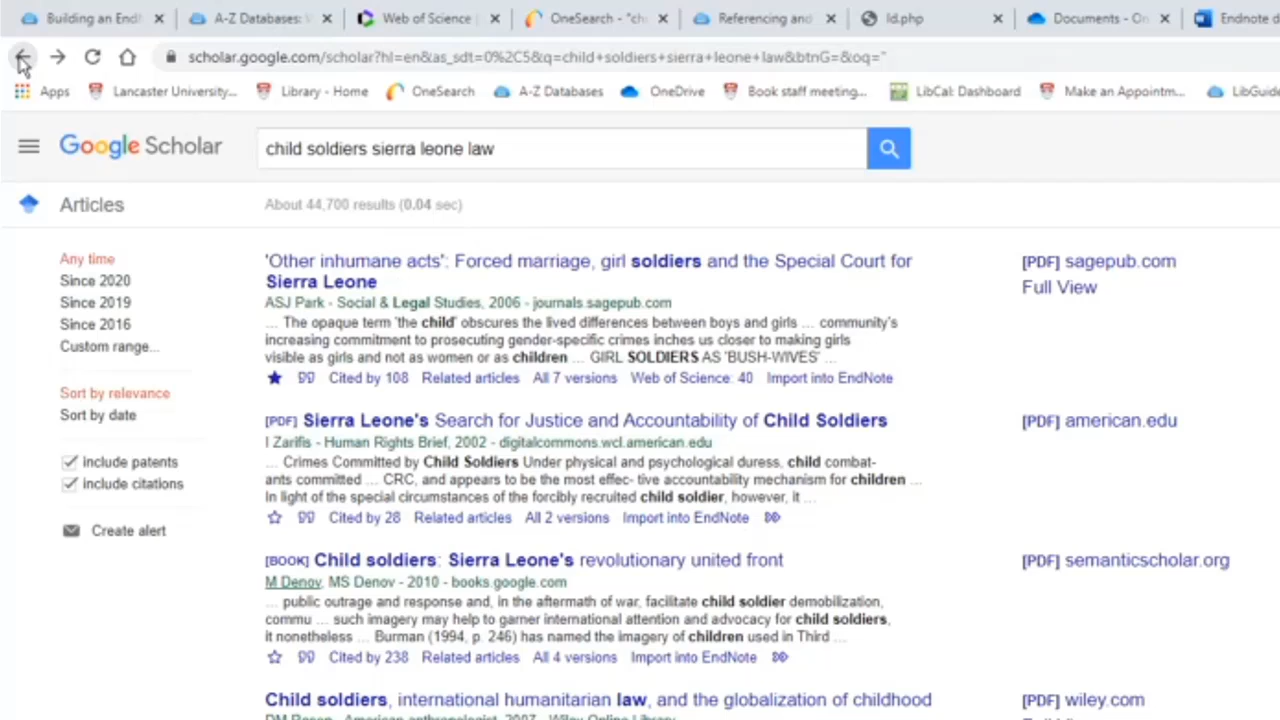 Building an End
A-Z Databases:
Web of Science
OneSearch - "ch
Referencing and
ld.php
Documents - On
Endnote d
scholar.google.com/scholar?hl=en&as_sdt=0%2C5&q=child+soldiers+sierra+leone+law&btnG=&oq="
Apps
Lancaster University...
Library - Home
OneSearch
A-Z Databases
OneDrive
Book staff meeting...
LibCal: Dashboard
Make an Appointm...
LibGuide
Google Scholar
child soldiers sierra leone law
Articles
About 44,700 results (0.04 sec)
Any time
Since 2020
Since 2019
Since 2016
Custom range...
Sort by relevance
Sort by date
include patents
include citations
Create alert
'Other inhumane acts': Forced marriage, girl soldiers and the Special Court for
Sierra Leone
ASJ Park - Social & Legal Studies, 2006 - journals.sagepub.com
... The opaque term 'the child' obscures the lived differences between boys and girls ... community's
increasing commitment to prosecuting gender-specific crimes inches us closer to making girls
visible as girls and not as women or as children ... GIRL SOLDIERS AS 'BUSH-WIVES' ...
Cited by 108 Related articles All 7 versions Web of Science: 40 Import into EndNote
[PDF] sagepub.com
Full View
[PDF] Sierra Leone's Search for Justice and Accountability of Child Soldiers
I Zarifis - Human Rights Brief, 2002 - digitalcommons.wcl.american.edu
... Crimes Committed by Child Soldiers Under physical and psychological duress, child combat-
ants committed ... CRC, and appears to be the most effec- tive accountability mechanism for children ...
In light of the special circumstances of the forcibly recruited child soldier, however, it ...
Cited by 28 Related articles All 2 versions Import into EndNote
[PDF] american.edu
[BOOK] Child soldiers: Sierra Leone's revolutionary united front
M Denov, MS Denov - 2010 - books.google.com
... public outrage and response and, in the aftermath of war, facilitate child soldier demobilization,
commu ... such imagery may help to garner international attention and advocacy for child soldiers,
it nonetheless ... Burman (1994, p. 246) has named the imagery of children used in Third ...
Cited by 238 Related articles All 4 versions Import into EndNote
[PDF] semanticscholar.org
Child soldiers, international humanitarian law, and the globalization of childhood
DM Rosen - American anthropologist, 2007 - Wiley Online Library
[PDF] wiley.com